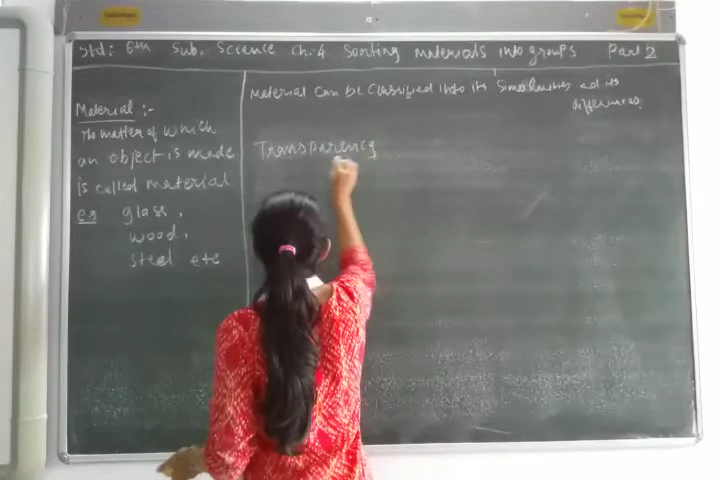 Std: 6th Sub. Science Ch. 4 Sorting materials into groups Part 2
Material :-
The matter of which
an object is made
is called material
e.g glass,
wood,
steel etc
Material can be Classified into its Similarities ad its
differences.
Transparency